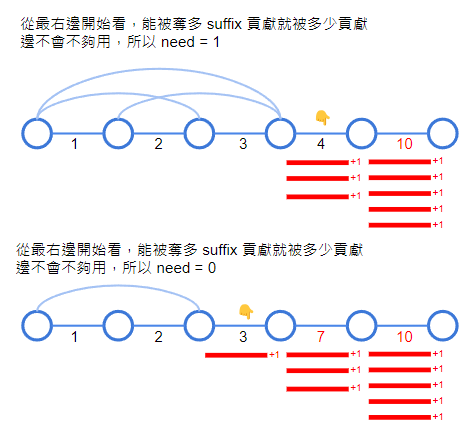 從最右邊開始看，能被奪多 suffix 貢獻就被多少貢獻
邊不會不夠用，所以 need = 1
1 2 3 4 10
+1 +1
+1 +1
+1 +1
+1
+1
從最右邊開始看，能被奪多 suffix 貢獻就被多少貢獻
邊不會不夠用，所以 need = 0
1 2 3 7 10
+1 +1 +1
+1 +1
+1 +1
+1
+1